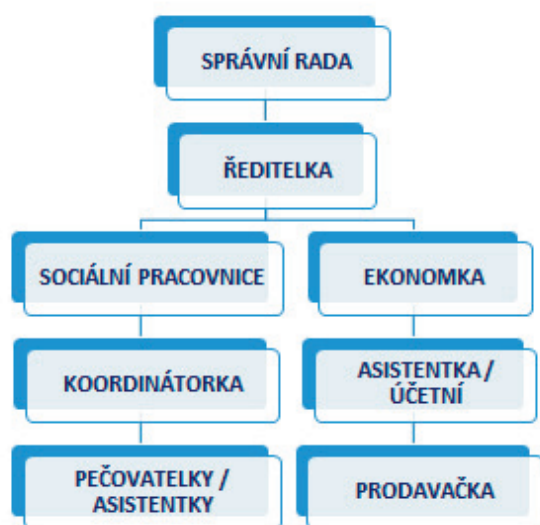 SPRÁVNÍ RADA
ŘEDITELKA
SOCIÁLNÍ PRACOVNICE
EKONOMKA
KOORDINÁTORKA
ASISTENTKA /
ÚČETNÍ
PEČOVATELKY /
ASISTENTKY
PRODAVAČKA